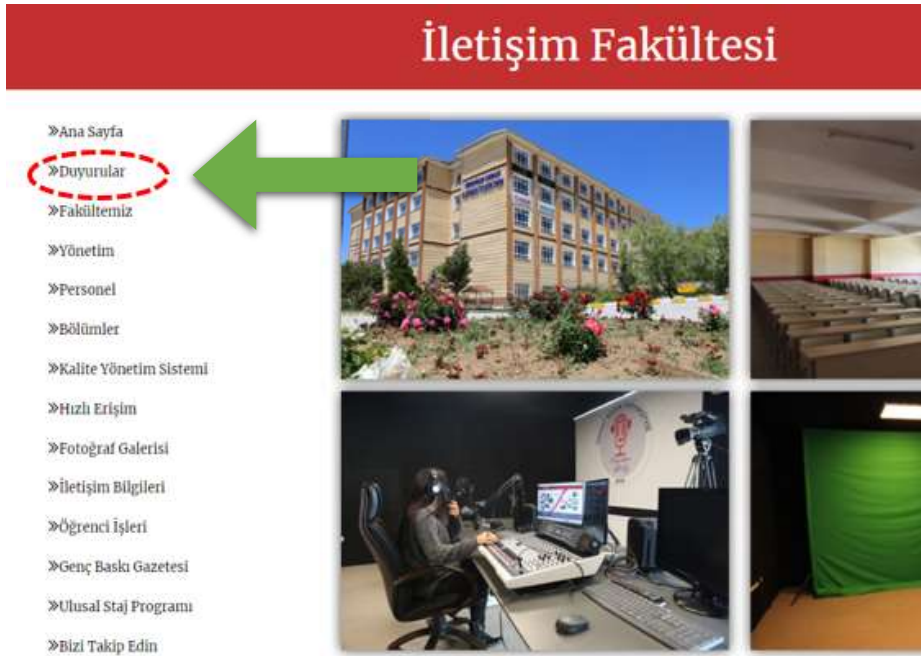 İletişim Fakültesi
»Ana Sayfa
»Duyurular
»Fakültemiz
»Yönetim
»Personel
»Bölümler
»Kalite Yönetim Sistemi
»Hızlı Erişim
»Fotoğraf Galerisi
»İletişim Bilgileri
»Öğrenci İşleri
»Genç Baskı Gazetesi
»Ulusal Staj Programı
»Bizi Takip Edin